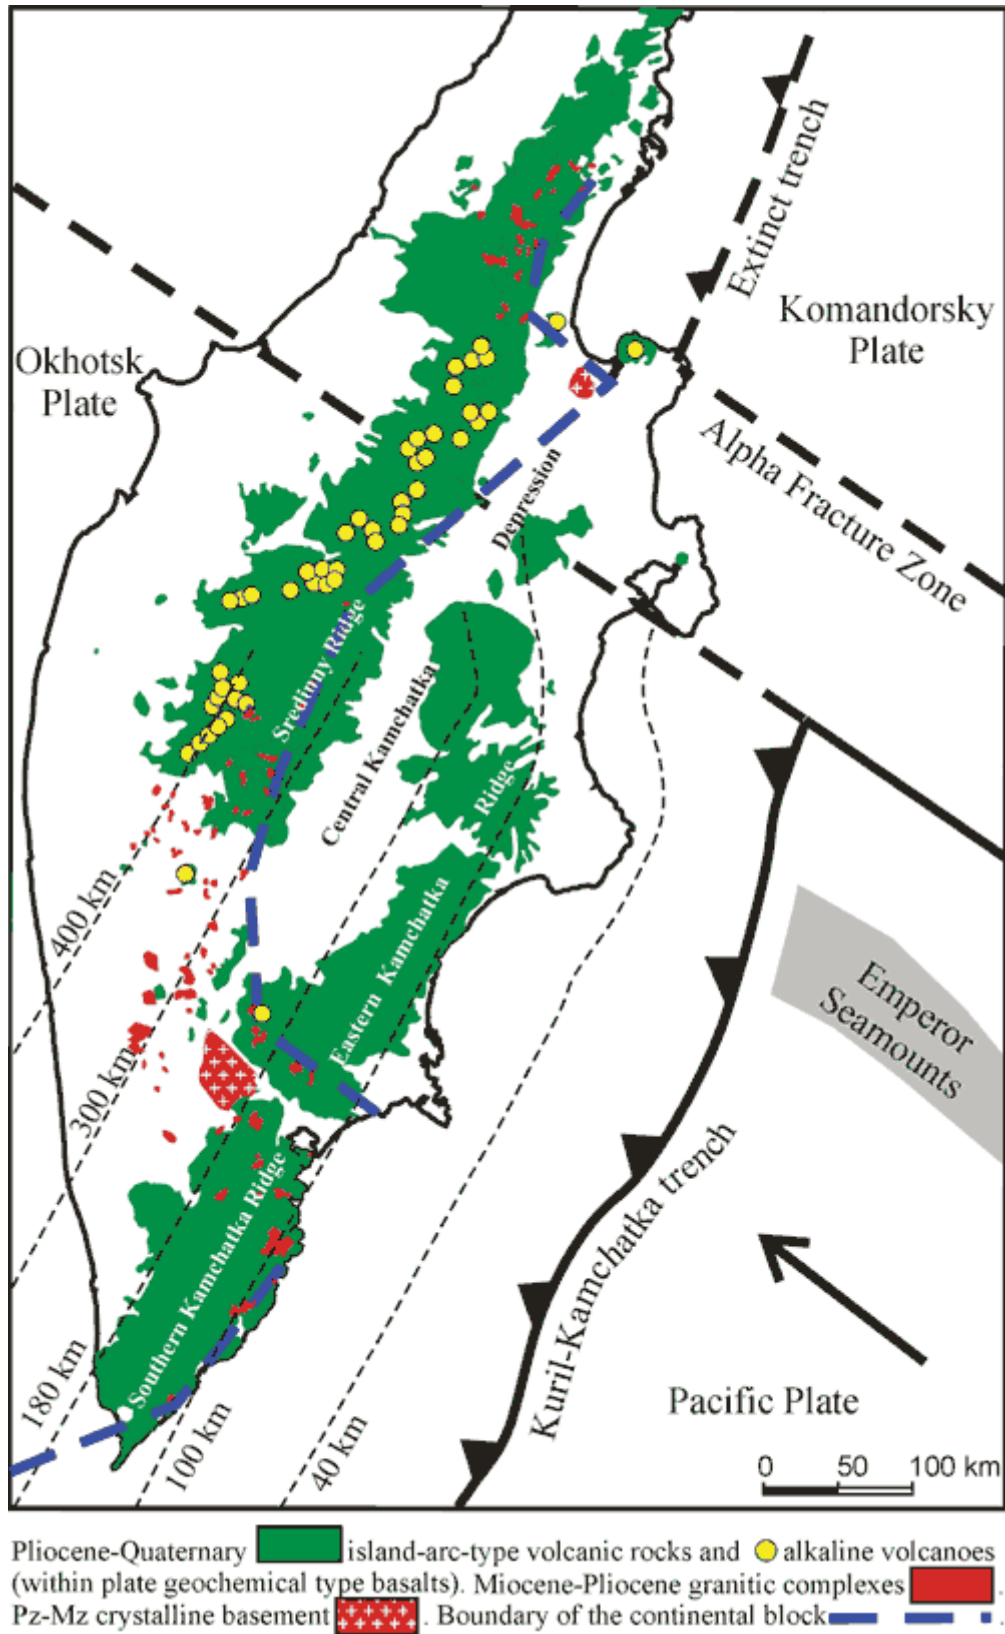 Extinct trench
Komandorsky
Plate
Okhotsk
Plate
Alpha Fracture Zone
Depression
Sredinny Ridge
Central Kamchatka
Ridge
Eastern Kamchatka
400 km
300 km
Emperor
Seamounts
Southern Kamchatka Ridge
Kuril-Kamchatka trench
180 km
100 km
40 km
Pacific Plate
0 50 100 km
Pliocene-Quaternary island-arc-type volcanic rocks and alkaline volcanoes
(within plate geochemical type basalts). Miocene-Pliocene granitic complexes .
Pz-Mz crystalline basement . Boundary of the continental block .